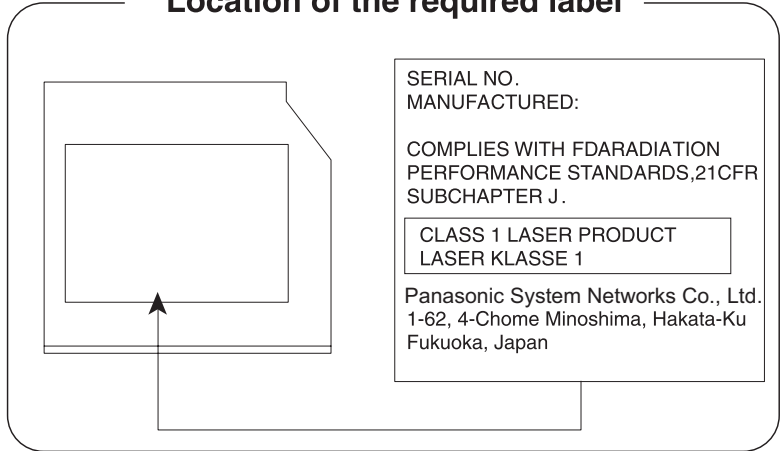 Location of the required label
SERIAL NO.
MANUFACTURED:
COMPLIES WITH FDARADIATION
PERFORMANCE STANDARDS,21CFR
SUBCHAPTER J.
CLASS 1 LASER PRODUCT
LASER KLASSE 1
Panasonic System Networks Co., Ltd.
1-62, 4-Chome Minoshima, Hakata-Ku
Fukuoka, Japan